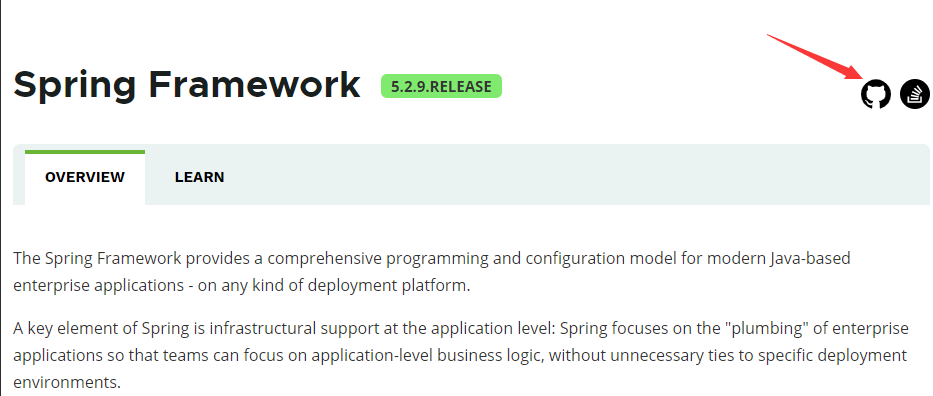 Spring Framework 5.2.9.RELEASE
OVERVIEW LEARN
The Spring Framework provides a comprehensive programming and configuration model for modern Java-based
enterprise applications - on any kind of deployment platform.
A key element of Spring is infrastructural support at the application level: Spring focuses on the "plumbing" of enterprise
applications so that teams can focus on application-level business logic, without unnecessary ties to specific deployment
environments.